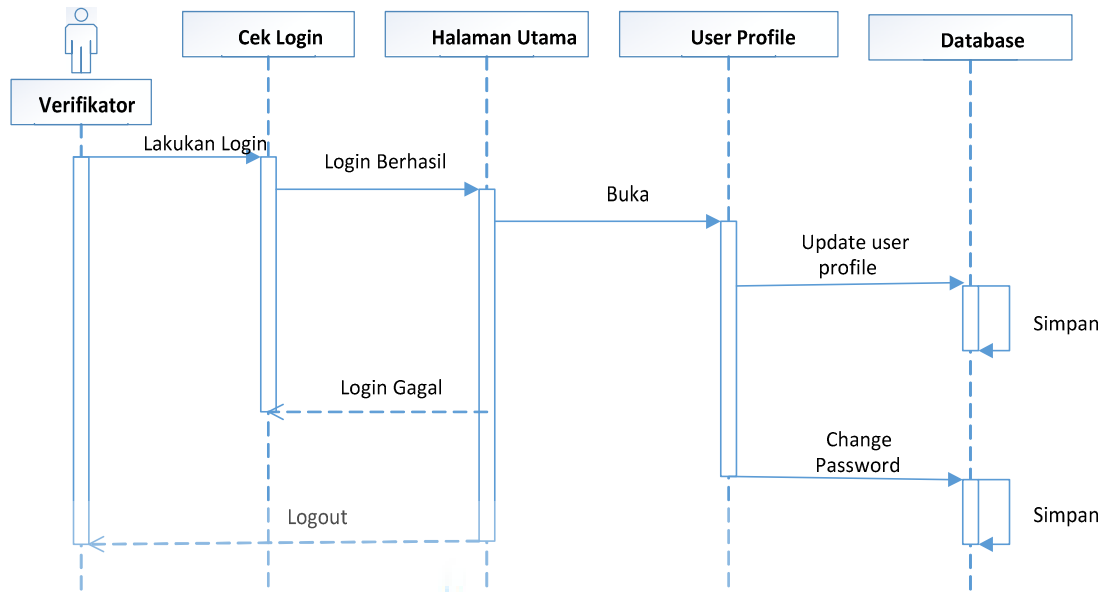 Cek Login
Halaman Utama
User Profile
Database
Verifikator
Lakukan Login
Login Berhasil
Buka
Update user
profile
Simpan
Login Gagal
Change
Password
Simpan
Logout